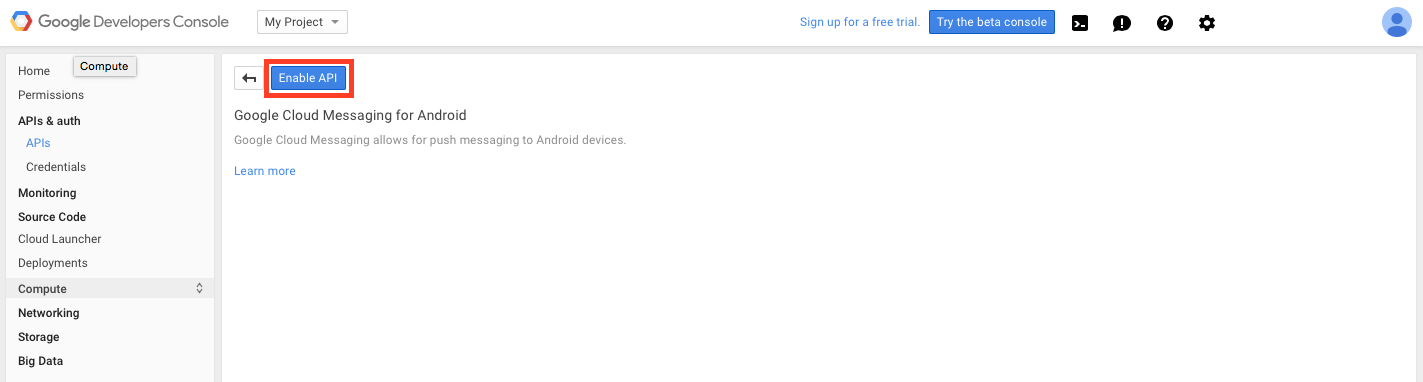 Google Developers Console
My Project
Sign up for a free trial.
Try the beta console
Home
Compute
Permissions
APIs & auth
APIs
Credentials
Monitoring
Source Code
Cloud Launcher
Deployments
Compute
Networking
Storage
Big Data
Enable API
Google Cloud Messaging for Android
Google Cloud Messaging allows for push messaging to Android devices.
Learn more